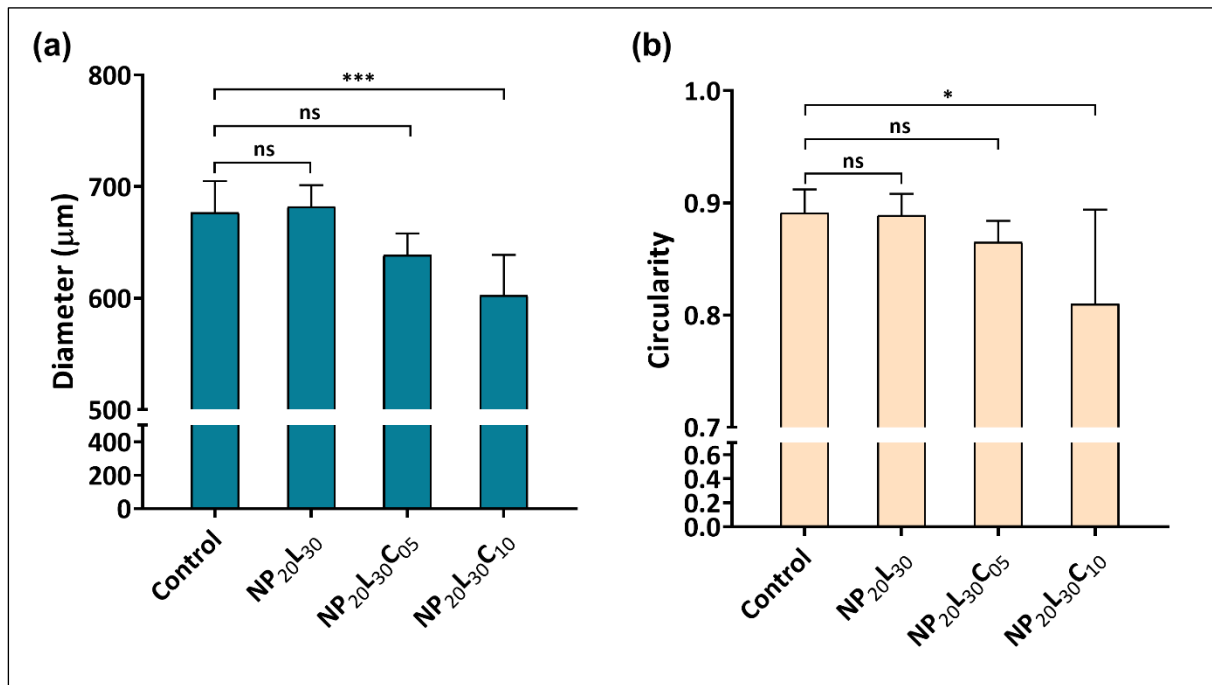 (a)
Diameter (μm)
800
700
600
500
400
200
0
***
ns
ns
Control
NP₂₀L₃₀
NP₂₀L₃₀C₀₅
NP₂₀L₃₀C₁₀
(b)
Circularity
1.0
0.9
0.8
0.7
0.6
0.4
0.2
0.0
*
ns
ns
Control
NP₂₀L₃₀
NP₂₀L₃₀C₀₅
NP₂₀L₃₀C₁₀